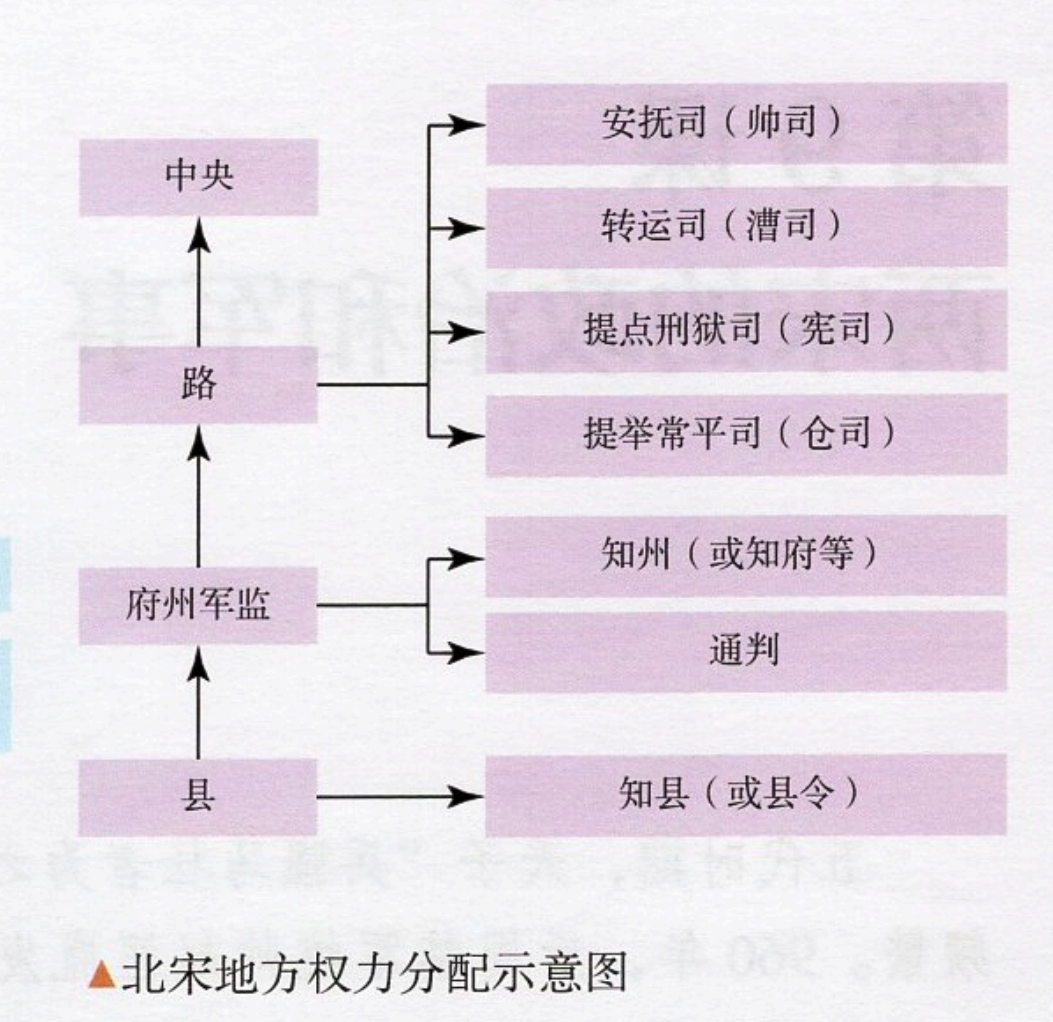 安抚司（帅司）
中央
转运司（漕司）
提点刑狱司（宪司）
路
提举常平司（仓司）
知州（或知府等）
府州军监
通判
县
知县（或县令）
▲北宋地方权力分配示意图